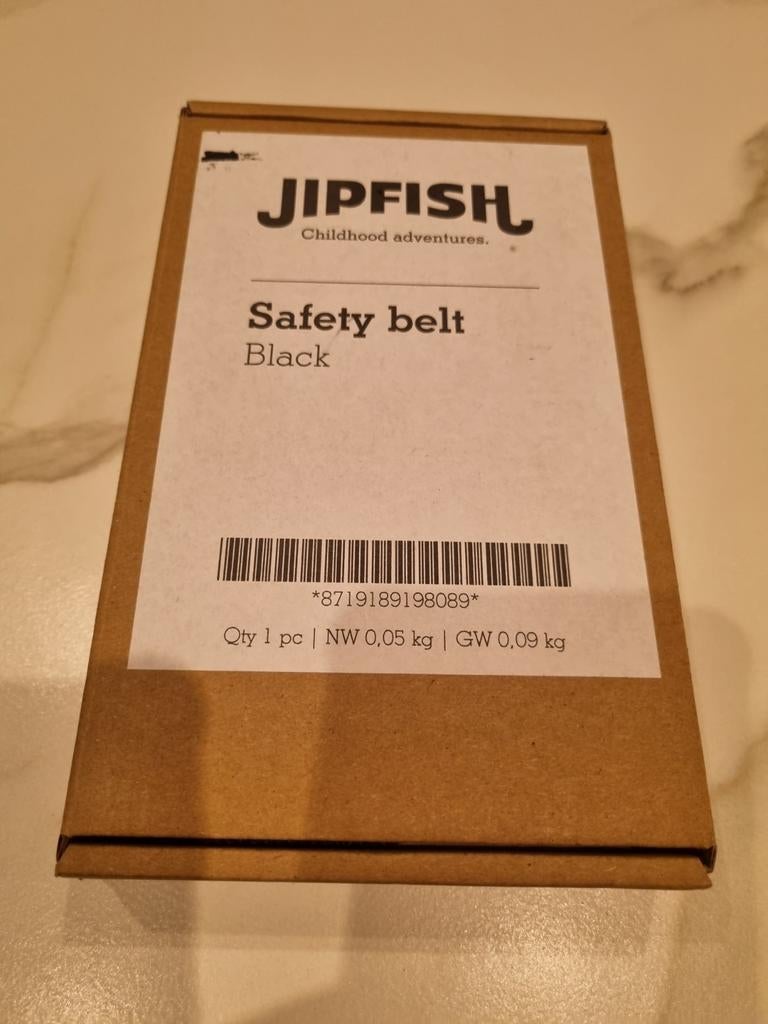 JIPFISH
Childhood adventures.
Safety belt
Black
*8719189198089*
Qty 1 pc | NW 0,05 kg | GW 0,09 kg